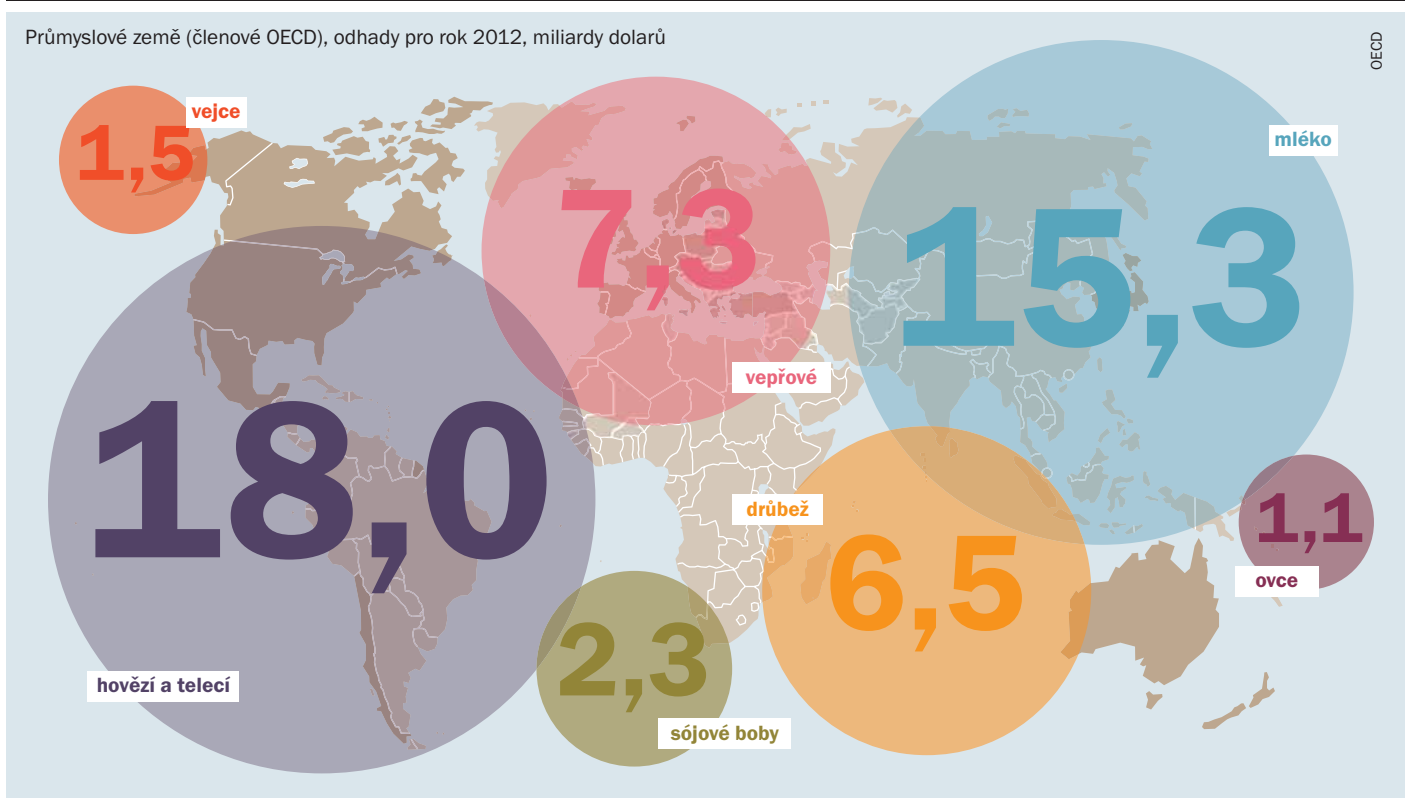 Průmyslové země (členové OECD), odhady pro rok 2012, miliardy dolarů
OECD
vejce
1,5
7,3
vepřové
mléko
15,3
18,0
hovězí a telecí
drůbež
6,5
1,1
ovce
2,3
sójové boby